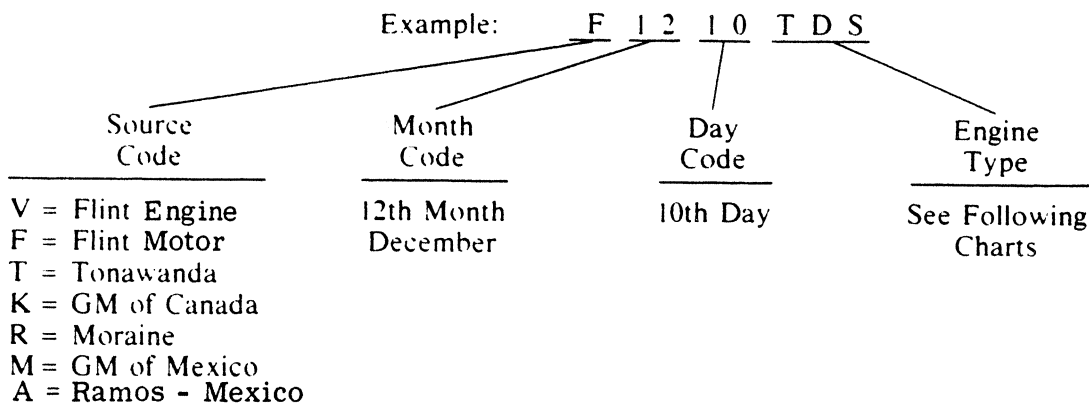 Example: F 1 2 1 0 T D S
Source Code
Month Code
Day Code
Engine Type
V = Flint Engine
F = Flint Motor
T = Tonawanda
K = GM of Canada
R = Moraine
M = GM of Mexico
A = Ramos - Mexico
12th Month
December
10th Day
See Following
Charts